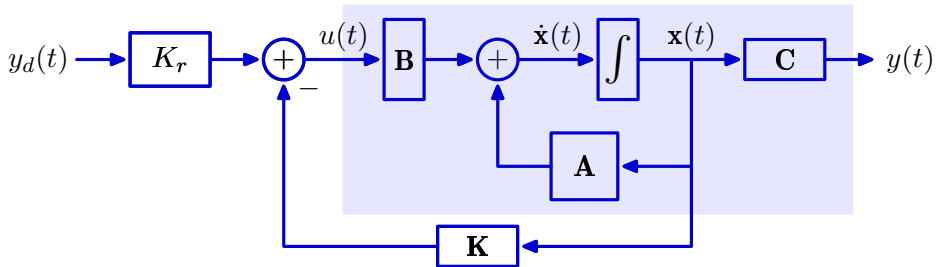 y_d(t) K_r + − u(t) B + ẋ(t) ∫ x(t) C y(t)
A
K